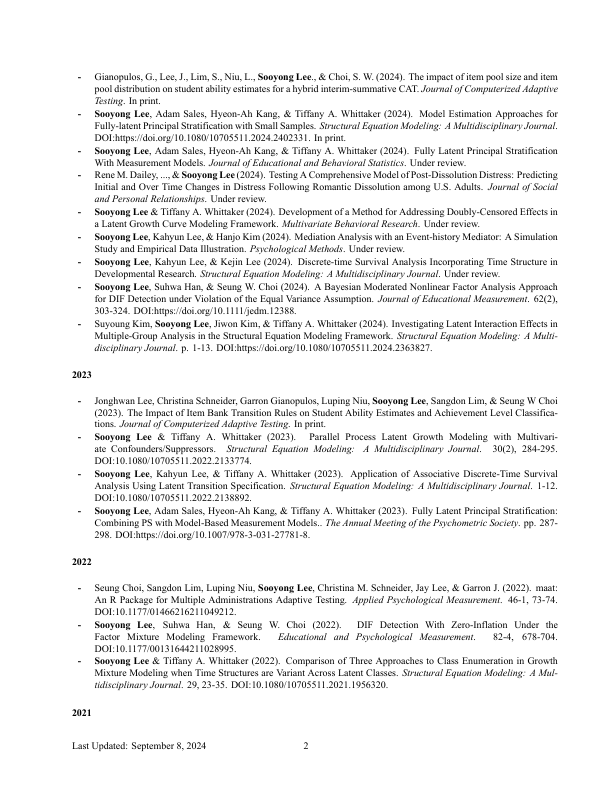 - Gianopulos, G., Lee, J., Lim, S., Niu, L., Sooyong Lee., & Choi, S. W. (2024). The impact of item pool size and item
pool distribution on student ability estimates for a hybrid interim-summative CAT. Journal of Computerized Adaptive
Testing. In print.
- Sooyong Lee, Adam Sales, Hyeon-Ah Kang, & Tiffany A. Whittaker (2024). Model Estimation Approaches for
Fully-latent Principal Stratification with Small Samples. Structural Equation Modeling: A Multidisciplinary Journal.
DOI:https://doi.org/10.1080/10705511.2024.2402331. In print.
- Sooyong Lee, Adam Sales, Hyeon-Ah Kang, & Tiffany A. Whittaker (2024). Fully Latent Principal Stratification
With Measurement Models. Journal of Educational and Behavioral Statistics. Under review.
- Rene M. Dailey, ..., & Sooyong Lee (2024). Testing A Comprehensive Model of Post-Dissolution Distress: Predicting
Initial and Over Time Changes in Distress Following Romantic Dissolution among U.S. Adults. Journal of Social
and Personal Relationships. Under review.
- Sooyong Lee & Tiffany A. Whittaker (2024). Development of a Method for Addressing Doubly-Censored Effects in
a Latent Growth Curve Modeling Framework. Multivariate Behavioral Research. Under review.
- Sooyong Lee, Kahyun Lee, & Hanjo Kim (2024). Mediation Analysis with an Event-history Mediator: A Simulation
Study and Empirical Data Illustration. Psychological Methods. Under review.
- Sooyong Lee, Kahyun Lee, & Kejin Lee (2024). Discrete-time Survival Analysis Incorporating Time Structure in
Developmental Research. Structural Equation Modeling: A Multidisciplinary Journal. Under review.
- Sooyong Lee, Suhwa Han, & Seung W. Choi (2024). A Bayesian Moderated Nonlinear Factor Analysis Approach
for DIF Detection under Violation of the Equal Variance Assumption. Journal of Educational Measurement. 62(2),
303-324. DOI:https://doi.org/10.1111/jedm.12388.
- Suyoung Kim, Sooyong Lee, Jiwon Kim, & Tiffany A. Whittaker (2024). Investigating Latent Interaction Effects in
Multiple-Group Analysis in the Structural Equation Modeling Framework. Structural Equation Modeling: A Multi-
disciplinary Journal. p. 1-13. DOI:https://doi.org/10.1080/10705511.2024.2363827.
2023
- Jonghwan Lee, Christina Schneider, Garron Gianopulos, Luping Niu, Sooyong Lee, Sangdon Lim, & Seung W Choi
(2023). The Impact of Item Bank Transition Rules on Student Ability Estimates and Achievement Level Classifica-
tions. Journal of Computerized Adaptive Testing. In print.
- Sooyong Lee & Tiffany A. Whittaker (2023). Parallel Process Latent Growth Modeling with Multivari-
ate Confounders/Suppressors. Structural Equation Modeling: A Multidisciplinary Journal. 30(2), 284-295.
DOI:10.1080/10705511.2022.2133774.
- Sooyong Lee, Kahyun Lee, & Tiffany A. Whittaker (2023). Application of Associative Discrete-Time Survival
Analysis Using Latent Transition Specification. Structural Equation Modeling: A Multidisciplinary Journal. 1-12.
DOI:10.1080/10705511.2022.2138892.
- Sooyong Lee, Adam Sales, Hyeon-Ah Kang, & Tiffany A. Whittaker (2023). Fully Latent Principal Stratification:
Combining PS with Model-Based Measurement Models.. The Annual Meeting of the Psychometric Society. pp. 287-
298. DOI:https://doi.org/10.1007/978-3-031-27781-8.
2022
- Seung Choi, Sangdon Lim, Luping Niu, Sooyong Lee, Christina M. Schneider, Jay Lee, & Garron J. (2022). maat:
An R Package for Multiple Administrations Adaptive Testing. Applied Psychological Measurement. 46-1, 73-74.
DOI:10.1177/01466216211049212.
- Sooyong Lee, Suhwa Han, & Seung W. Choi (2022). DIF Detection With Zero-Inflation Under the
Factor Mixture Modeling Framework. Educational and Psychological Measurement. 82-4, 678-704.
DOI:10.1177/00131644211028995.
- Sooyong Lee & Tiffany A. Whittaker (2022). Comparison of Three Approaches to Class Enumeration in Growth
Mixture Modeling when Time Structures are Variant Across Latent Classes. Structural Equation Modeling: A Mul-
tidisciplinary Journal. 29, 23-35. DOI:10.1080/10705511.2021.1956320.
2021
Last Updated: September 8, 2024 2